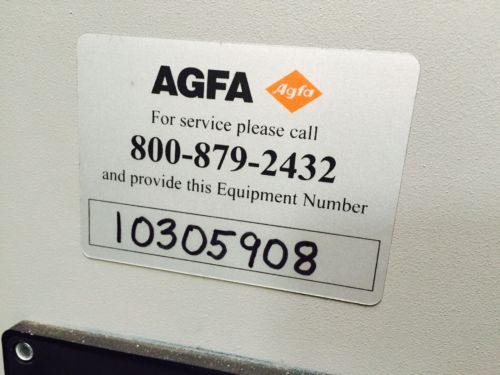 AGFA Agfa
For service please call
800-879-2432
and provide this Equipment Number
10305908